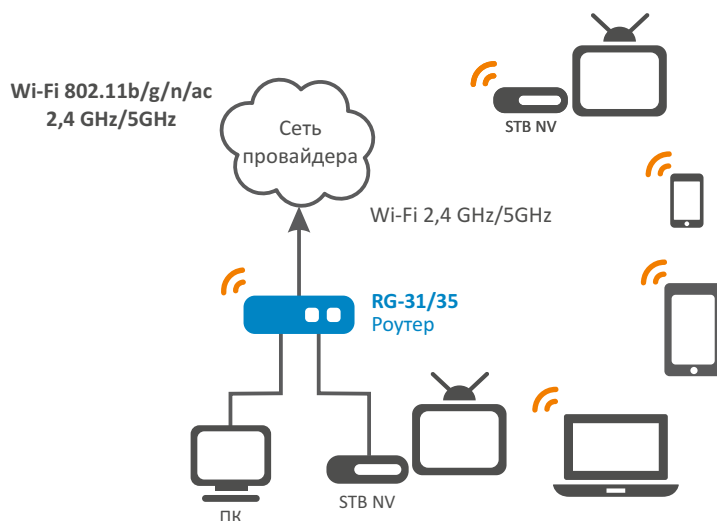 Wi-Fi 802.11b/g/n/ac
2,4 GHz/5GHz
Сеть
провайдера
STB NV
Wi-Fi 2,4 GHz/5GHz
RG-31/35
Роутер
ПК
STB NV